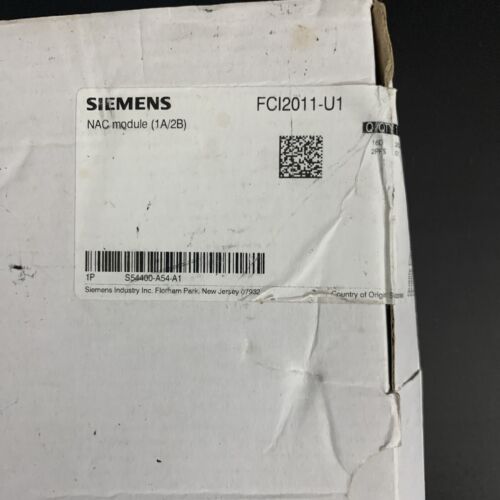 SIEMENS
FCI2011-U1
NAC module (1A/2B)
1P S54400-A54-A1
Siemens Industry Inc. Florham Park, New Jersey 07932
Country of Origin